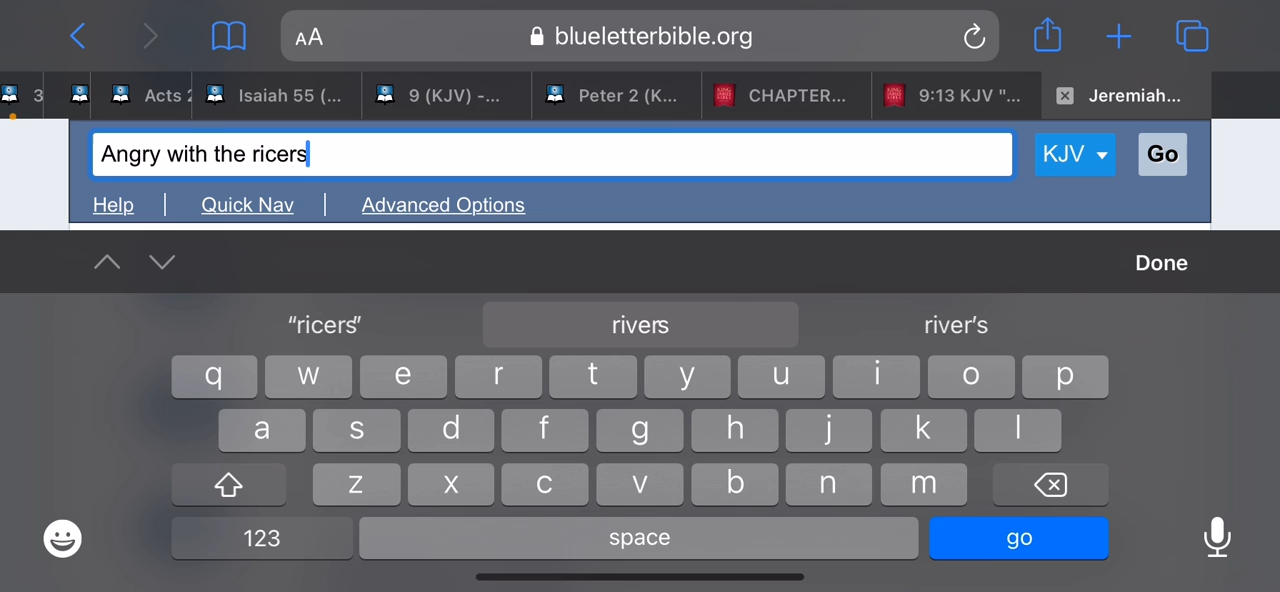 AA blueletterbible.org
3 Acts 2 Isaiah 55 (... 9 (KJV) -... Peter 2 (K... CHAPTER... 9:13 KJV "... Jeremiah...
Angry with the ricers KJV Go
Help | Quick Nav | Advanced Options
Done
“ricers” rivers river's
q w e r t y u i o p
a s d f g h j k l
z x c v b n m
123 space go